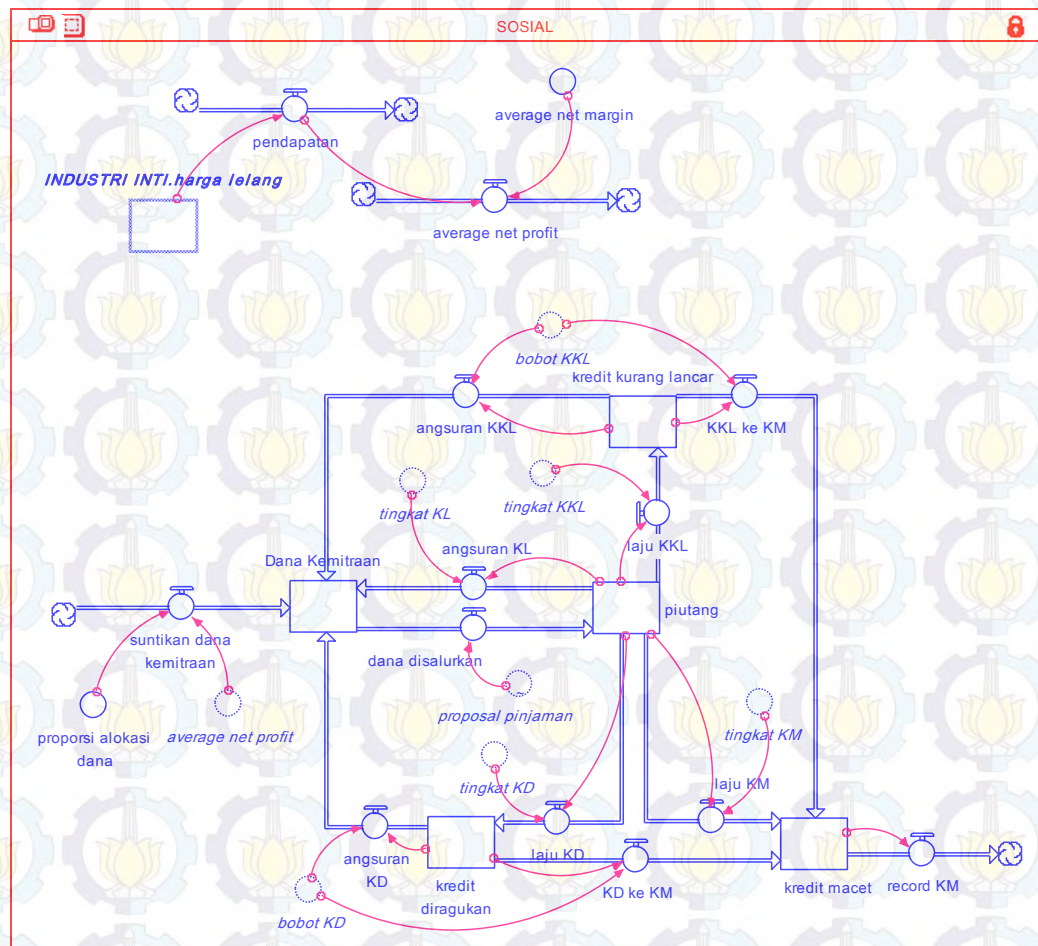 SOSIAL
average net margin
pendapatan
INDUSTRI INTI.harga lelang
average net profit
bobot KKL
kredit kurang lancar
angsuran KKL
KKL ke KM
tingkat KL
tingkat KKL
angsuran KL
laju KKL
Dana Kemitraan
piutang
suntikan dana
kemitraan
dana disalurkan
proposal pinjaman
proporsi alokasi
dana
average net profit
tingkat KM
tingkat KD
laju KM
angsuran
KD
laju KD
kredit
diragukan
KD ke KM
kredit macet
record KM
bobot KD